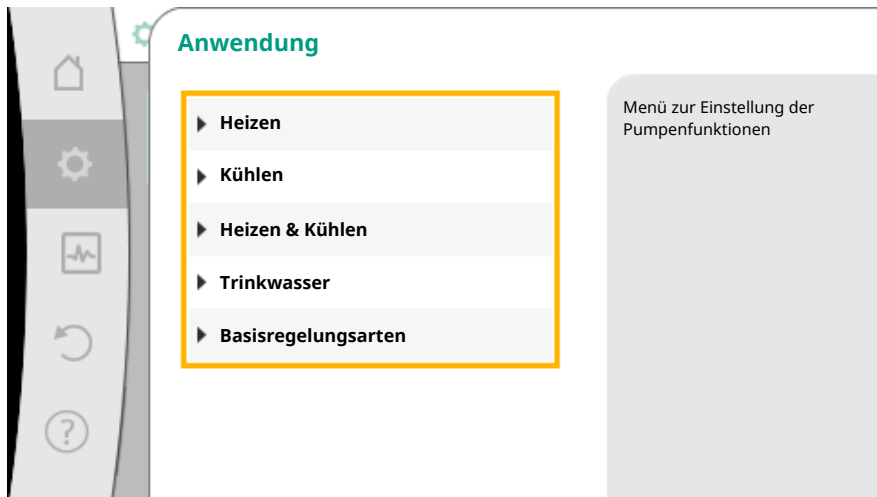 Anwendung
Heizen
Kühlen
Heizen & Kühlen
Trinkwasser
Basisregelungsarten
Menü zur Einstellung der
Pumpenfunktionen
?